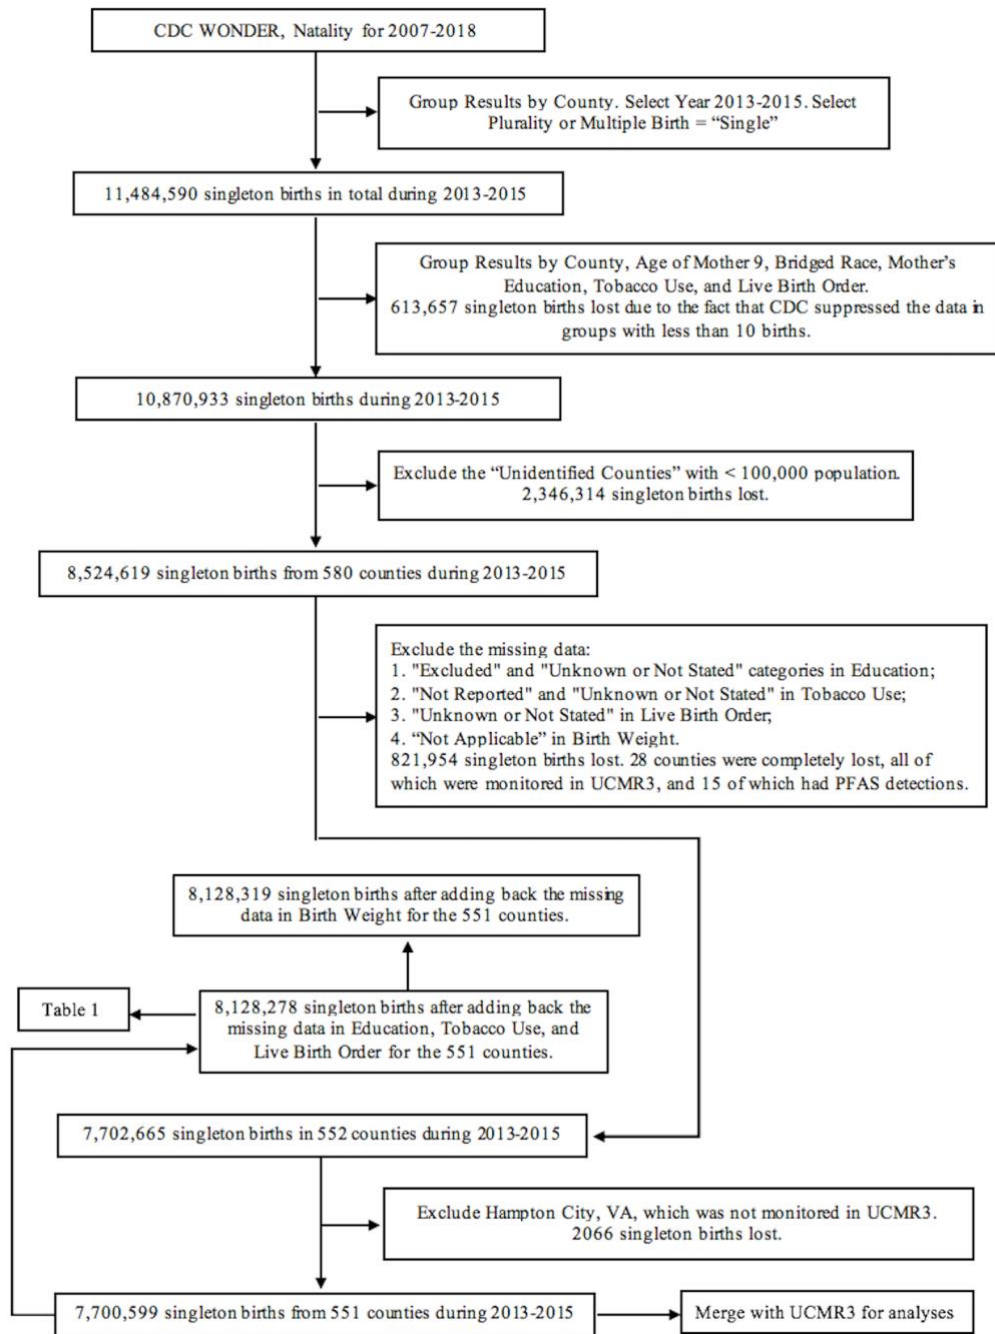 CDC WONDER, Natality for 2007-2018
Group Results by County. Select Year 2013-2015. Select
Plurality or Multiple Birth = “Single”
11,484,590 singleton births in total during 2013-2015
Group Results by County, Age of Mother 9, Bridged Race, Mother’s
Education, Tobacco Use, and Live Birth Order.
613,657 singleton births lost due to the fact that CDC suppressed the data in
groups with less than 10 births.
10,870,933 singleton births during 2013-2015
Exclude the “Unidentified Counties” with < 100,000 population.
2,346,314 singleton births lost.
8,524,619 singleton births from 580 counties during 2013-2015
Exclude the missing data:
1. "Excluded" and "Unknown or Not Stated" categories in Education;
2. "Not Reported" and "Unknown or Not Stated" in Tobacco Use;
3. "Unknown or Not Stated" in Live Birth Order;
4. “Not Applicable” in Birth Weight.
821,954 singleton births lost. 28 counties were completely lost, all of
which were monitored in UCMR3, and 15 of which had PFAS detections.
8,128,319 singleton births after adding back the missing
data in Birth Weight for the 551 counties.
Table 1
8,128,278 singleton births after adding back the
missing data in Education, Tobacco Use, and
Live Birth Order for the 551 counties.
7,702,665 singleton births in 552 counties during 2013-2015
Exclude Hampton City, VA, which was not monitored in UCMR3.
2066 singleton births lost.
7,700,599 singleton births from 551 counties during 2013-2015
Merge with UCMR3 for analyses